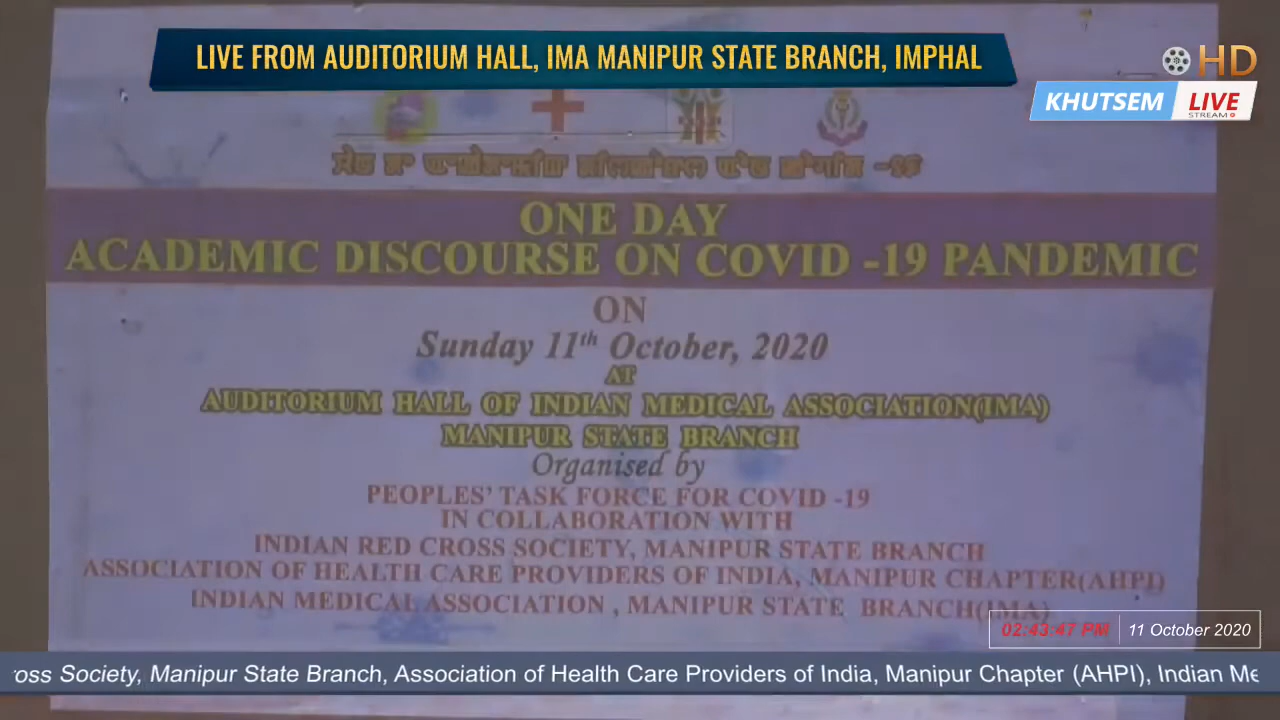 LIVE FROM AUDITORIUM HALL, IMA MANIPUR STATE BRANCH, IMPHAL
HD
KHUTSEM LIVE
STREAM
ONE DAY
ACADEMIC DISCOURSE ON COVID -19 PANDEMIC
ON
Sunday 11th October, 2020
AT
AUDITORIUM HALL OF INDIAN MEDICAL ASSOCIATION(IMA)
MANIPUR STATE BRANCH
Organised by
PEOPLES' TASK FORCE FOR COVID -19
IN COLLABORATION WITH
INDIAN RED CROSS SOCIETY, MANIPUR STATE BRANCH
ASSOCIATION OF HEALTH CARE PROVIDERS OF INDIA, MANIPUR CHAPTER(AHPI)
INDIAN MEDICAL ASSOCIATION , MANIPUR STATE BRANCH(IMA)
02:43:47 PM 11 October 2020
oss Society, Manipur State Branch, Association of Health Care Providers of India, Manipur Chapter (AHPI), Indian Me